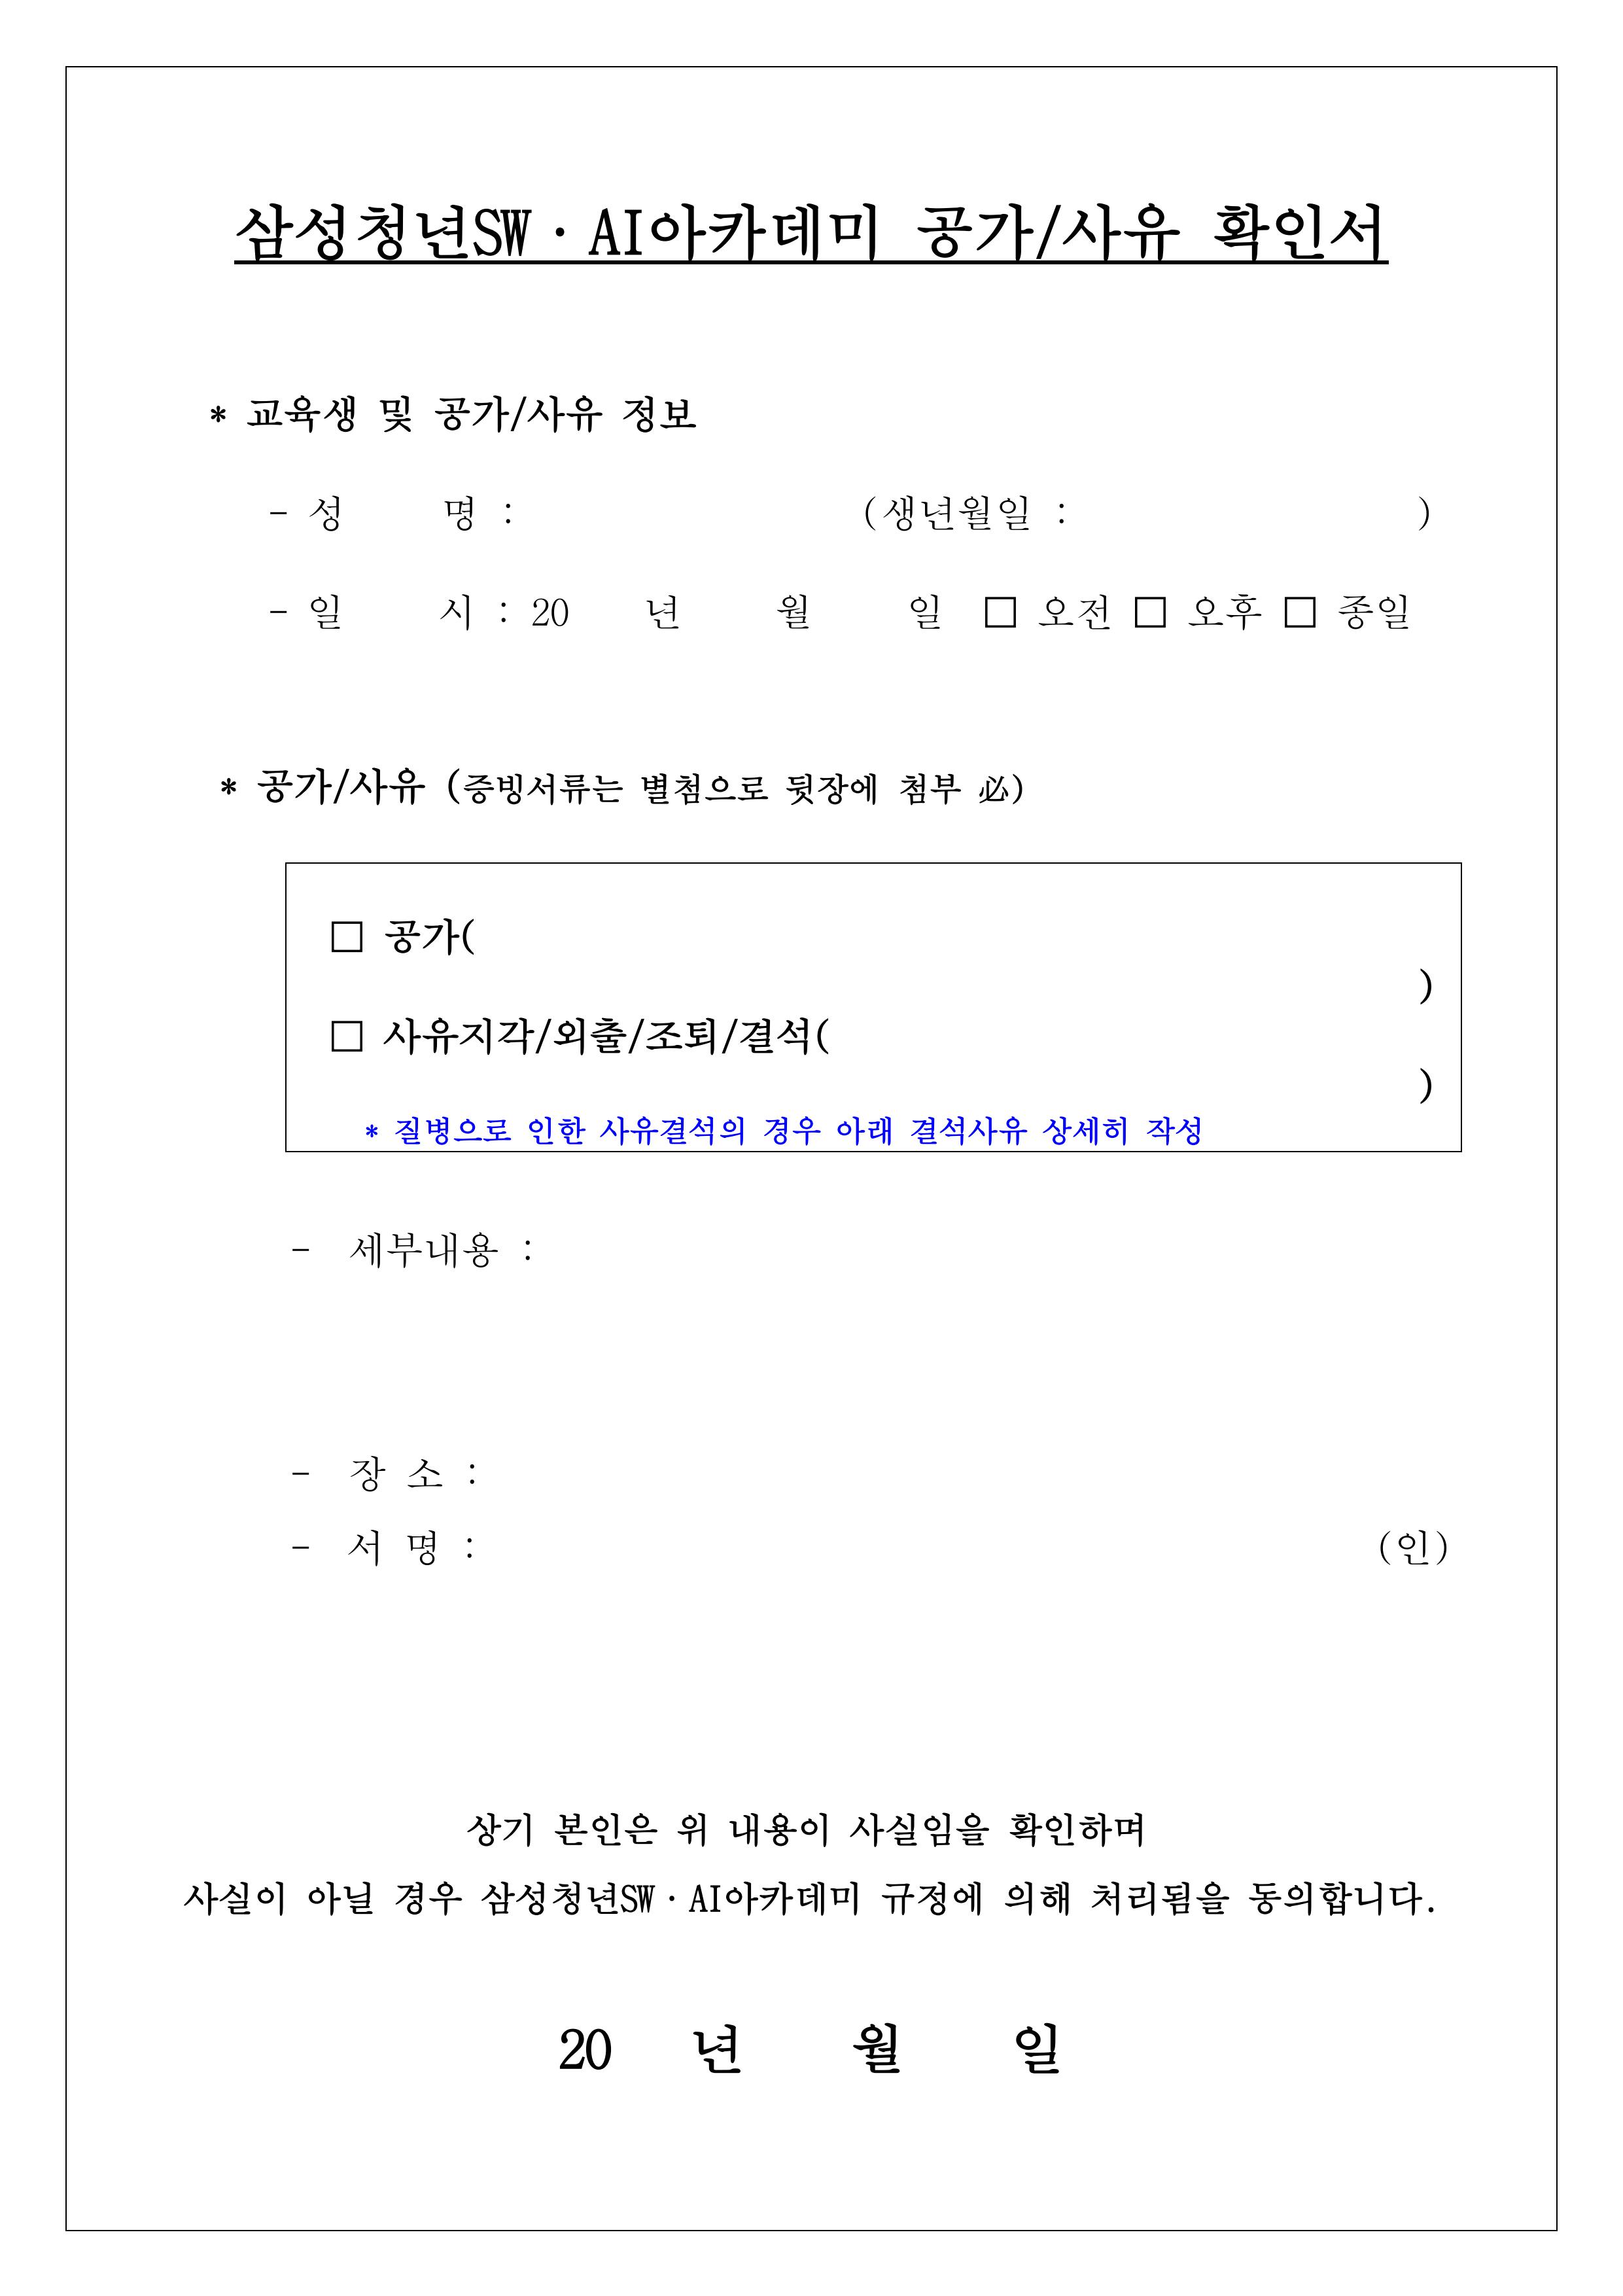 삼성청년SW·AI아카데미 공가/사유 확인서
* 교육생 및 공가/사유 정보
- 성 명 : (생년월일 : )
- 일 시 : 20 년 월 일 □ 오전 □ 오후 □ 종일
* 공가/사유 (증빙서류는 별첨으로 뒷장에 첨부 必)
□ 공가(
)
□ 사유지각/외출/조퇴/결석(
)
* 질병으로 인한 사유결석의 경우 아래 결석사유 상세히 작성
- 세부내용 :
- 장 소 :
- 서 명 : (인)
상기 본인은 위 내용이 사실임을 확인하며
사실이 아닐 경우 삼성청년SW·AI아카데미 규정에 의해 처리됨을 동의합니다.
20 년 월 일